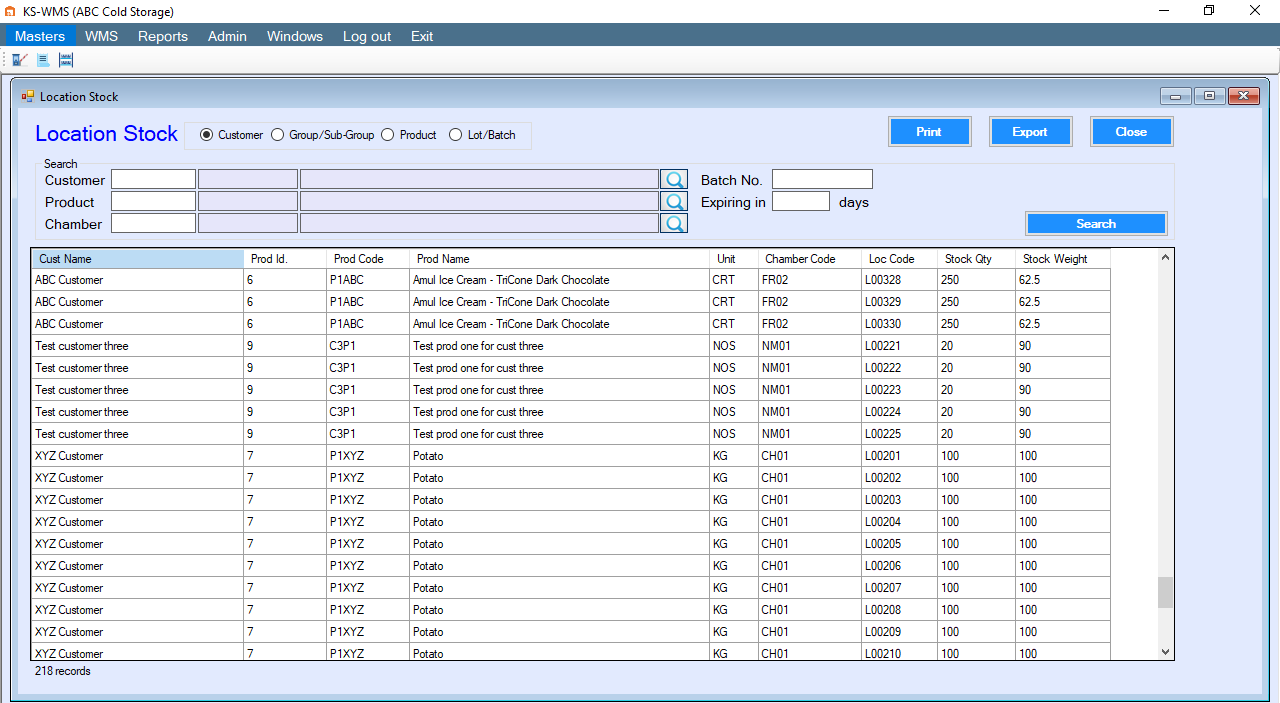 KS-WMS (ABC Cold Storage)
Masters WMS Reports Admin Windows Log out Exit
Location Stock
Location Stock Customer Group/Sub-Group Product Lot/Batch Print Export Close
Search
Customer Batch No.
Product Expiring in days
Chamber Search
Cust Name Prod Id. Prod Code Prod Name Unit Chamber Code Loc Code Stock Qty Stock Weight
ABC Customer 6 P1ABC Amul Ice Cream - TriCone Dark Chocolate CRT FR02 L00328 250 62.5
ABC Customer 6 P1ABC Amul Ice Cream - TriCone Dark Chocolate CRT FR02 L00329 250 62.5
ABC Customer 6 P1ABC Amul Ice Cream - TriCone Dark Chocolate CRT FR02 L00330 250 62.5
Test customer three 9 C3P1 Test prod one for cust three NOS NM01 L00221 20 90
Test customer three 9 C3P1 Test prod one for cust three NOS NM01 L00222 20 90
Test customer three 9 C3P1 Test prod one for cust three NOS NM01 L00223 20 90
Test customer three 9 C3P1 Test prod one for cust three NOS NM01 L00224 20 90
Test customer three 9 C3P1 Test prod one for cust three NOS NM01 L00225 20 90
XYZ Customer 7 P1XYZ Potato KG CH01 L00201 100 100
XYZ Customer 7 P1XYZ Potato KG CH01 L00202 100 100
XYZ Customer 7 P1XYZ Potato KG CH01 L00203 100 100
XYZ Customer 7 P1XYZ Potato KG CH01 L00204 100 100
XYZ Customer 7 P1XYZ Potato KG CH01 L00205 100 100
XYZ Customer 7 P1XYZ Potato KG CH01 L00206 100 100
XYZ Customer 7 P1XYZ Potato KG CH01 L00207 100 100
XYZ Customer 7 P1XYZ Potato KG CH01 L00208 100 100
XYZ Customer 7 P1XYZ Potato KG CH01 L00209 100 100
XYZ Customer 7 P1XYZ Potato KG CH01 L00210 100 100
218 records